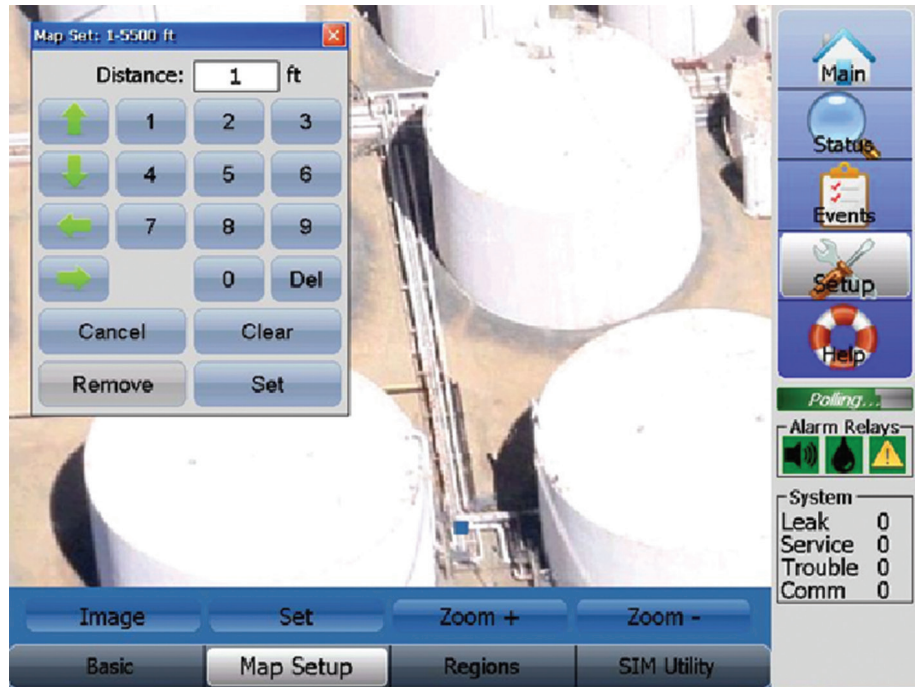 Map Set: 1-5500 ft
Distance: 1 ft
1 2 3
4 5 6
7 8 9
0 Del
Cancel Clear
Remove Set
Main
Status
Events
Setup
Help
Polling...
Alarm Relays
System
Leak 0
Service 0
Trouble 0
Comm 0
Image Set Zoom + Zoom -
Basic Map Setup Regions SIM Utility